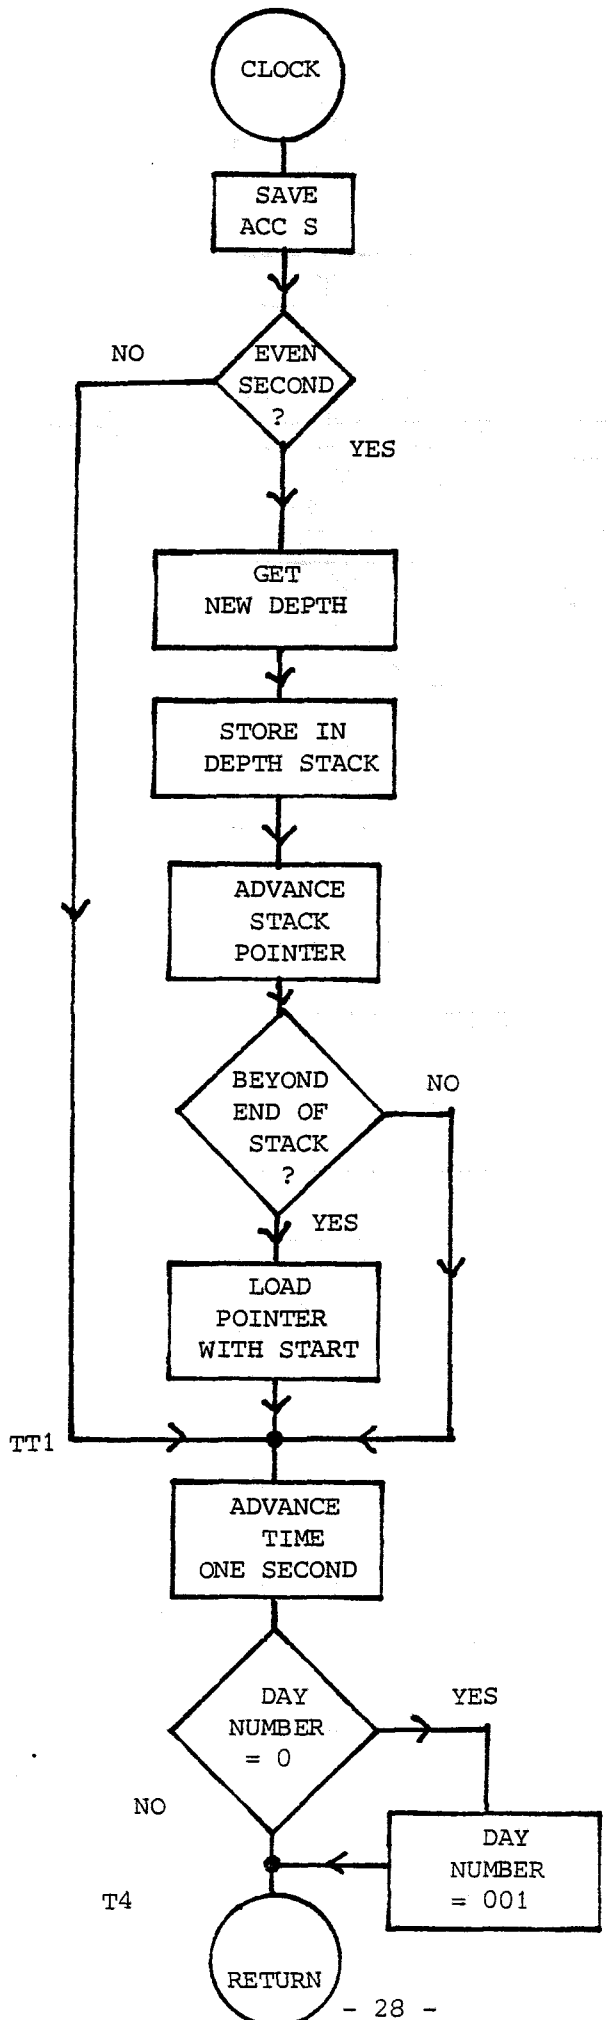 CLOCK
SAVE
ACC S
NO
EVEN
SECOND
?
YES
GET
NEW DEPTH
STORE IN
DEPTH STACK
ADVANCE
STACK
POINTER
BEYOND
END OF
STACK
?
NO
YES
LOAD
POINTER
WITH START
TT1
ADVANCE
TIME
ONE SECOND
DAY
NUMBER
= 0
YES
NO
DAY
NUMBER
= 001
T4
RETURN
- 28 -